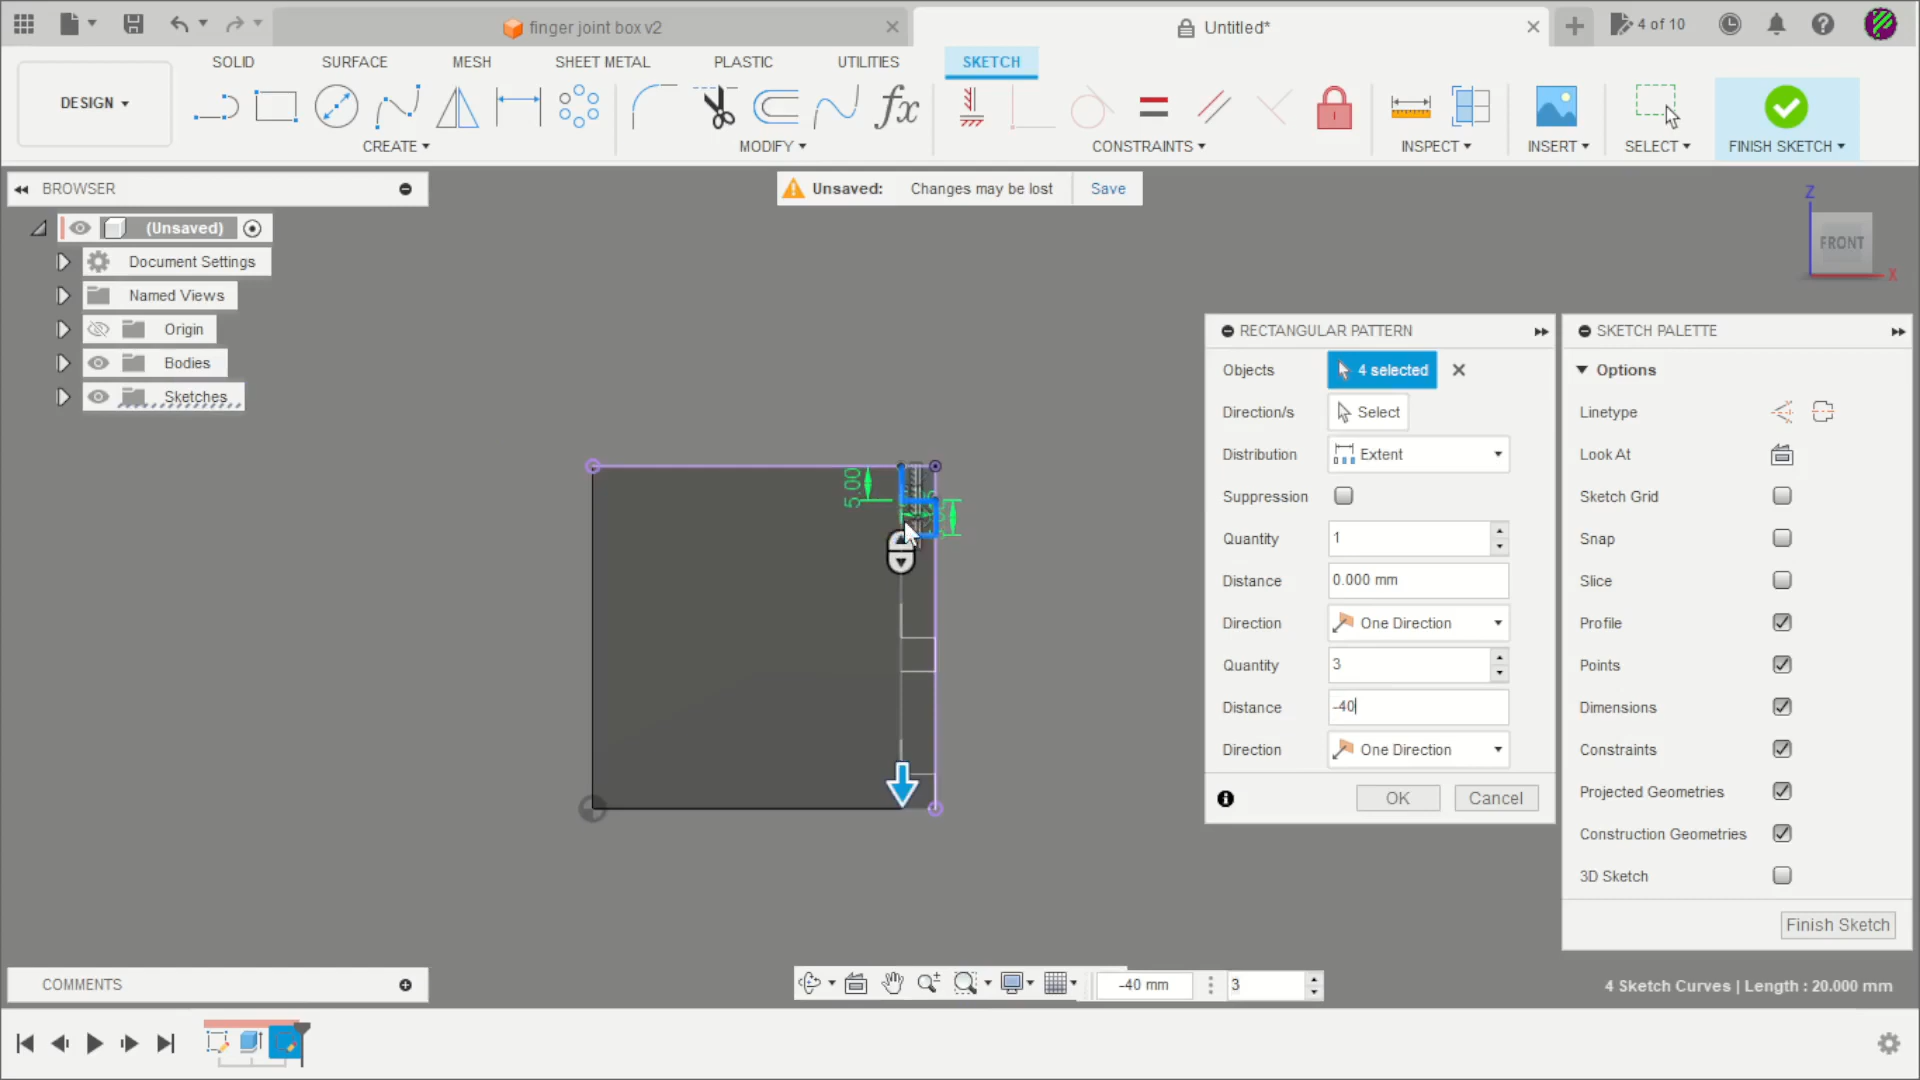 finger joint box v2
Untitled*
4 of 10
DESIGN
SOLID
SURFACE
MESH
SHEET METAL
PLASTIC
UTILITIES
SKETCH
fx
CREATE
MODIFY
CONSTRAINTS
INSPECT
INSERT
SELECT
FINISH SKETCH
BROWSER
Unsaved: Changes may be lost Save
(Unsaved)
Document Settings
Named Views
Origin
Bodies
Sketches
Z
FRONT
X
5.00
RECTANGULAR PATTERN
Objects 4 selected
Direction/s Select
Distribution Extent
Suppression
Quantity 1
Distance 0.000 mm
Direction One Direction
Quantity 3
Distance -40
Direction One Direction
OK Cancel
SKETCH PALETTE
Options
Linetype
Look At
Sketch Grid
Snap
Slice
Profile
Points
Dimensions
Constraints
Projected Geometries
Construction Geometries
3D Sketch
Finish Sketch
COMMENTS
-40 mm
3
4 Sketch Curves | Length : 20.000 mm